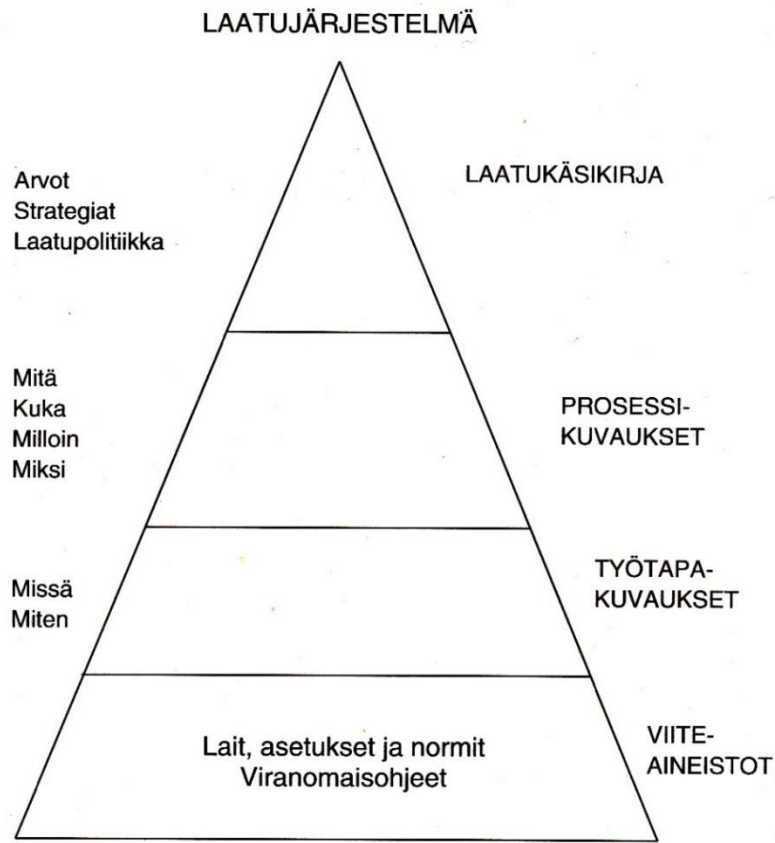 LAATUJÄRJESTELMÄ
Arvot
Strategiat
Laatupolitiikka
LAATUKÄSIKIRJA
Mitä
Kuka
Milloin
Miksi
PROSESSI-
KUVAUKSET
Missä
Miten
TYÖTAPA-
KUVAUKSET
Lait, asetukset ja normit
Viranomaisohjeet
VIITE-
AINEISTOT